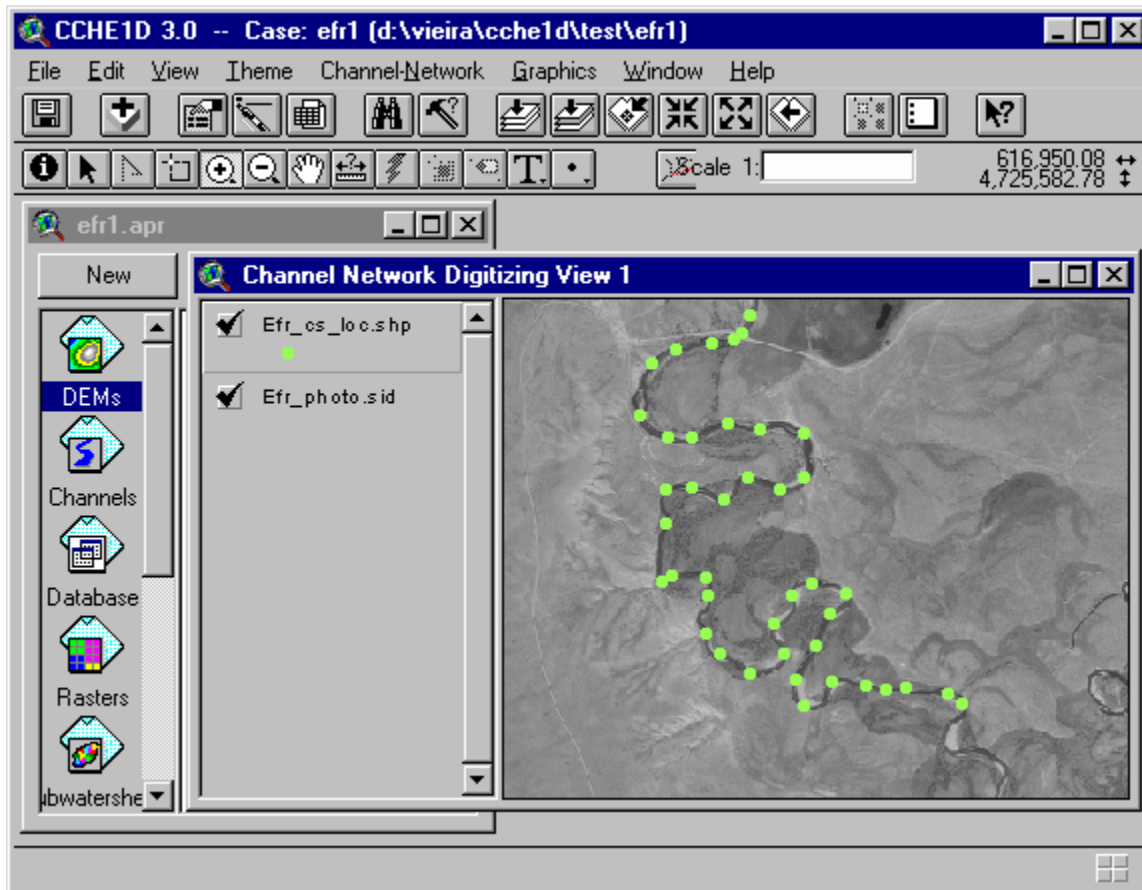 CCHE1D 3.0 -- Case: efr1 (d:\vieira\cche1d\test\efr1)
File Edit View Theme Channel-Network Graphics Window Help
Scale 1:
616,950.08
4,725,582.78
efr1.apr
New
DEMs
Channels
Database
Rasters
ubwatershe
Channel Network Digitizing View 1
Efr_cs_loc.shp
Efr_photo.sid